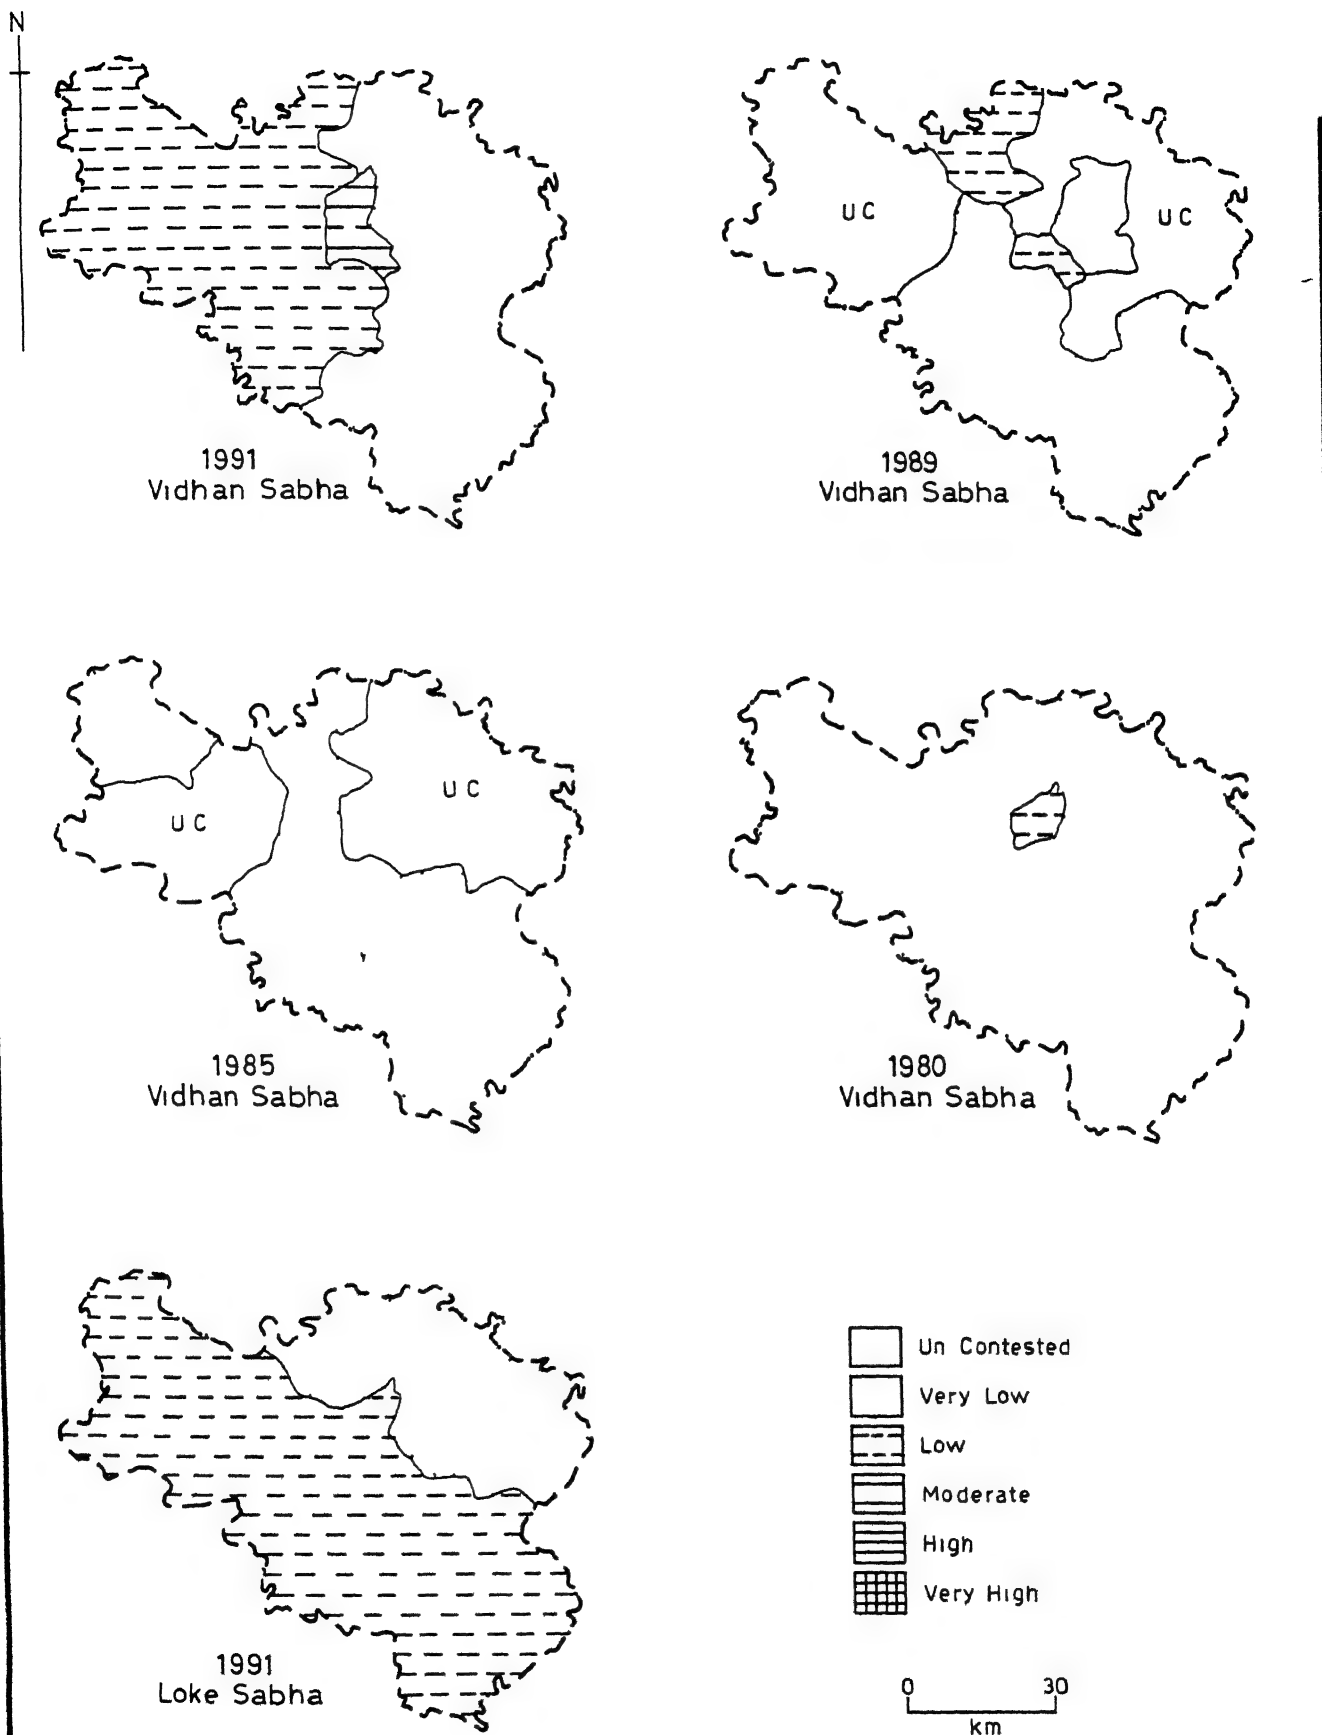 N
1991
Vidhan Sabha
UC
UC
1989
Vidhan Sabha
UC
UC
1985
Vidhan Sabha
1980
Vidhan Sabha
1991
Loke Sabha
Un Contested
Very Low
Low
Moderate
High
Very High
0 30
km